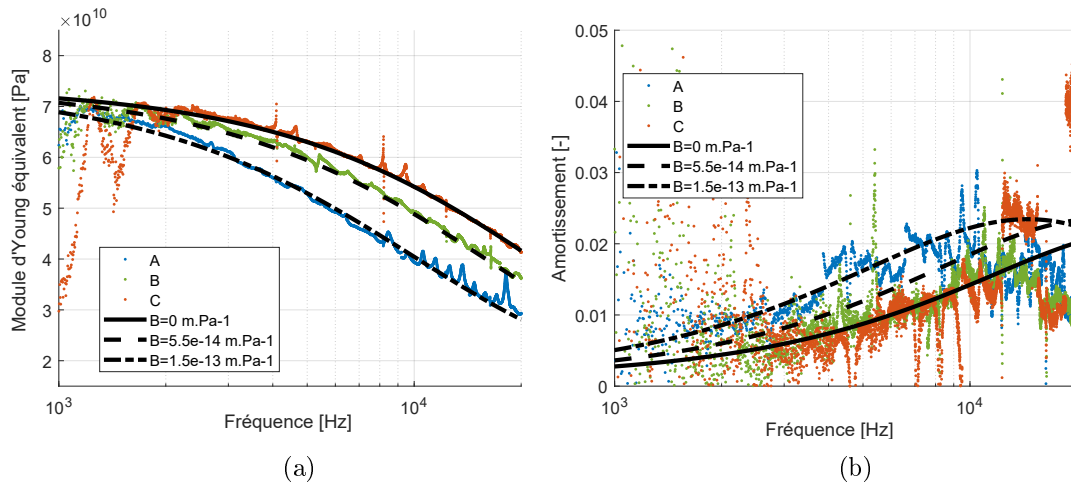 ×10^10
8
7
6
5
4
3
2
Module d'Young équivalent [Pa]
A
B
C
B=0 m.Pa-1
B=5.5e-14 m.Pa-1
B=1.5e-13 m.Pa-1
10^3
10^4
Fréquence [Hz]
(a)
0.05
0.04
0.03
0.02
0.01
0
Amortissement [-]
A
B
C
B=0 m.Pa-1
B=5.5e-14 m.Pa-1
B=1.5e-13 m.Pa-1
10^3
10^4
Fréquence [Hz]
(b)